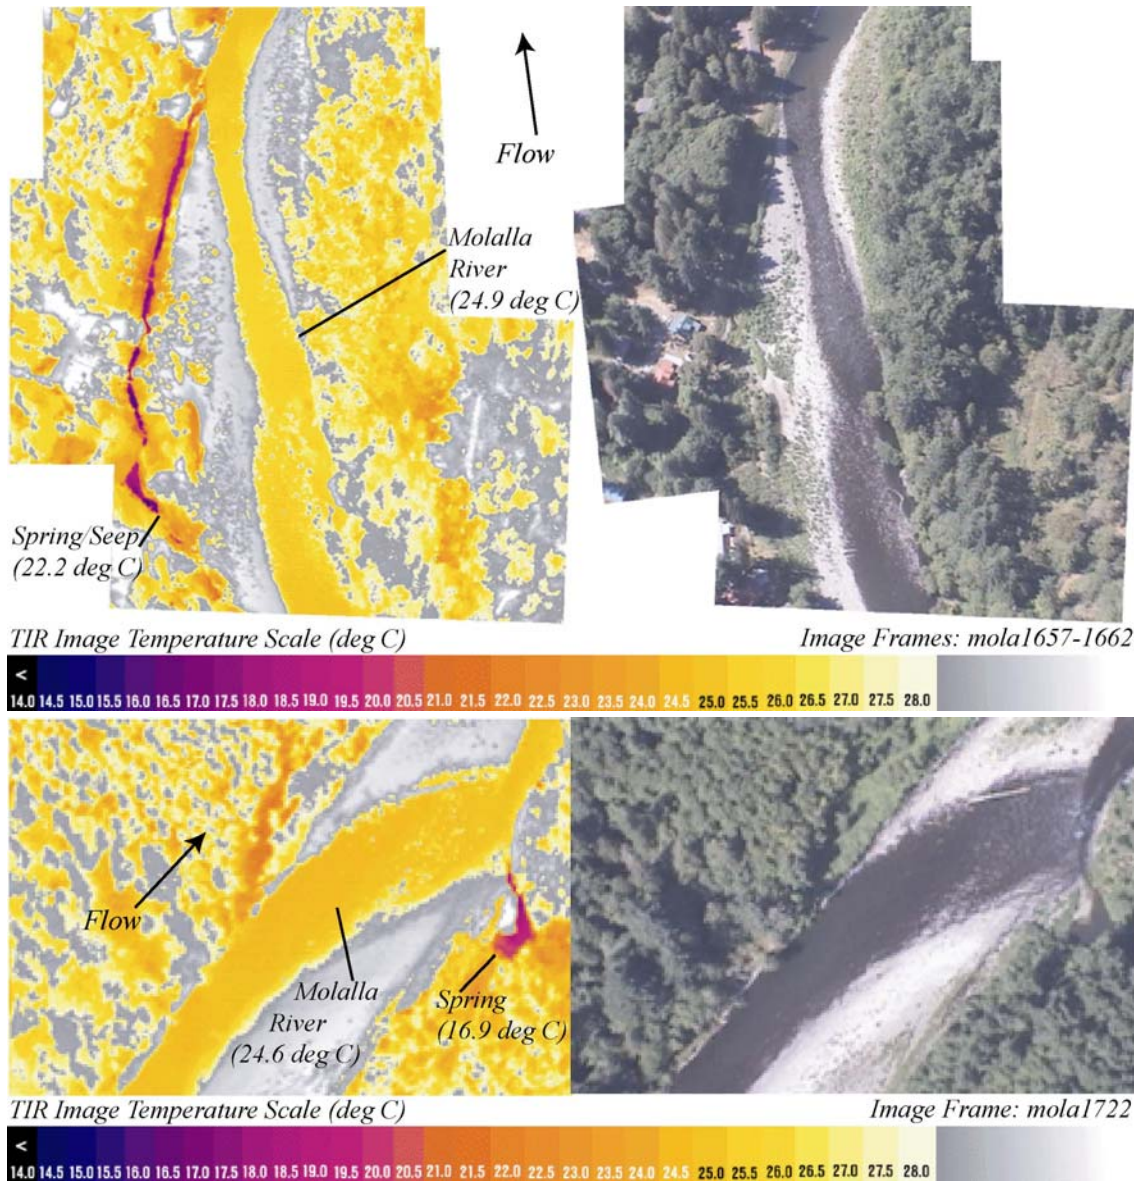 Flow
Molalla
River
(24.9 deg C)
Spring/Seep
(22.2 deg C)
TIR Image Temperature Scale (deg C)
Image Frames: mola1657-1662
<
14.0 14.5 15.0 15.5 16.0 16.5 17.0 17.5 18.0 18.5 19.0 19.5 20.0 20.5 21.0 21.5 22.0 22.5 23.0 23.5 24.0 24.5 25.0 25.5 26.0 26.5 27.0 27.5 28.0
Flow
Molalla
River
(24.6 deg C)
Spring
(16.9 deg C)
TIR Image Temperature Scale (deg C)
Image Frame: mola1722
<
14.0 14.5 15.0 15.5 16.0 16.5 17.0 17.5 18.0 18.5 19.0 19.5 20.0 20.5 21.0 21.5 22.0 22.5 23.0 23.5 24.0 24.5 25.0 25.5 26.0 26.5 27.0 27.5 28.0